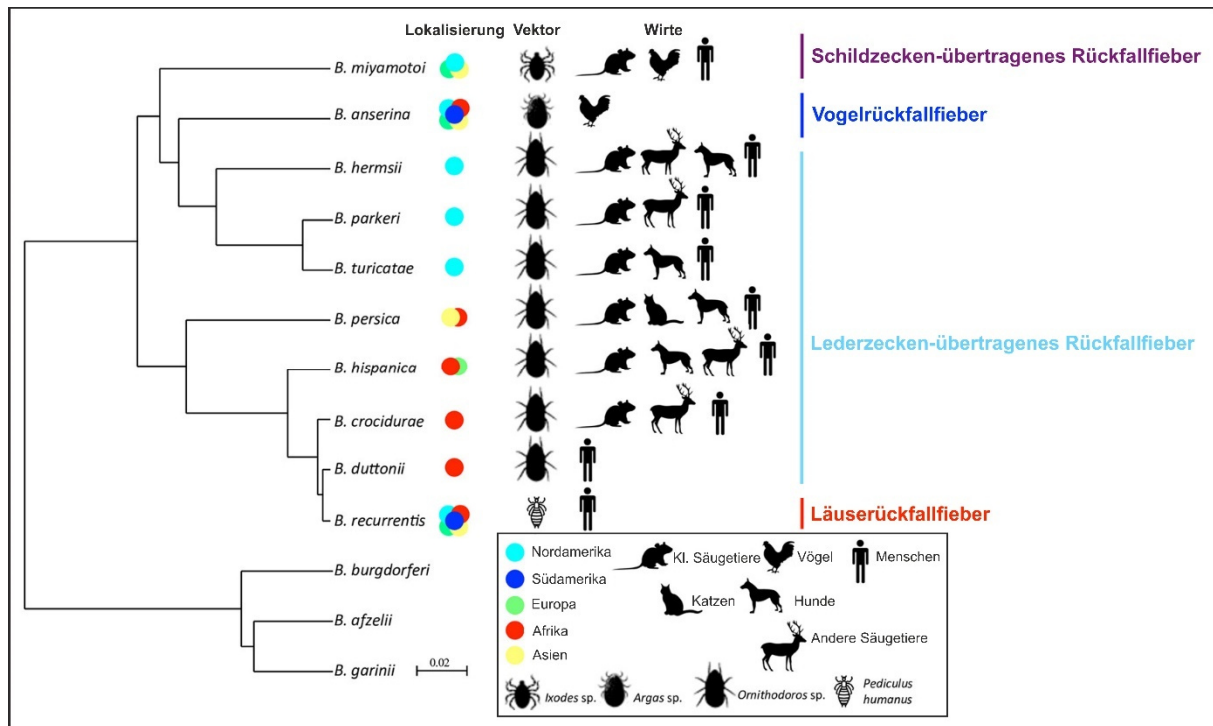 Lokalisierung Vektor Wirte
B. miyamotoi Schildzecken-übertragenes Rückfallfieber
B. anserina Vogelrückfallfieber
B. hermsii
B. parkeri
B. turicatae
B. persica
Lederzecken-übertragenes Rückfallfieber
B. hispanica
B. crocidurae
B. duttonii
B. recurrentis Läuserückfallfieber
B. burgdorferi
B. afzelii
B. garinii 0.02
Nordamerika Kl. Säugetiere Vögel Menschen
Südamerika
Europa Katzen Hunde
Afrika
Andere Säugetiere
Asien
Ixodes sp. Argas sp. Ornithodoros sp. Pediculus
humanus